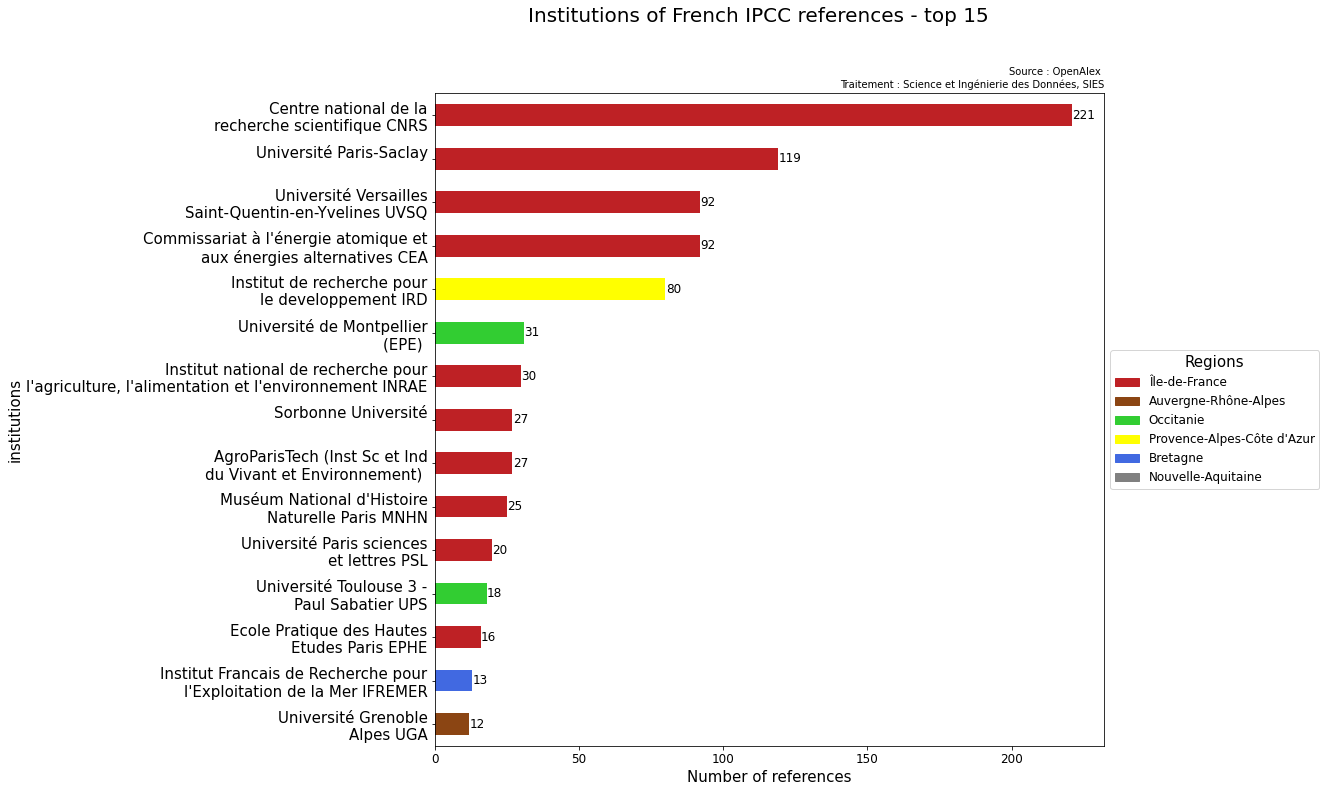 Institutions of French IPCC references - top 15
Source : OpenAlex
Traitement : Science et Ingénierie des Données, SIES
institutions
Centre national de la
recherche scientifique CNRS
221
Université Paris-Saclay
119
Université Versailles
Saint-Quentin-en-Yvelines UVSQ
92
Commissariat à l'énergie atomique et
aux énergies alternatives CEA
92
Institut de recherche pour
le developpement IRD
80
Université de Montpellier
(EPE)
31
Institut national de recherche pour
l'agriculture, l'alimentation et l'environnement INRAE
30
Sorbonne Université
27
AgroParisTech (Inst Sc et Ind
du Vivant et Environnement)
27
Muséum National d'Histoire
Naturelle Paris MNHN
25
Université Paris sciences
et lettres PSL
20
Université Toulouse 3 -
Paul Sabatier UPS
18
Ecole Pratique des Hautes
Etudes Paris EPHE
16
Institut Francais de Recherche pour
l'Exploitation de la Mer IFREMER
13
Université Grenoble
Alpes UGA
12
0 50 100 150 200
Number of references
Regions
Île-de-France
Auvergne-Rhône-Alpes
Occitanie
Provence-Alpes-Côte d'Azur
Bretagne
Nouvelle-Aquitaine